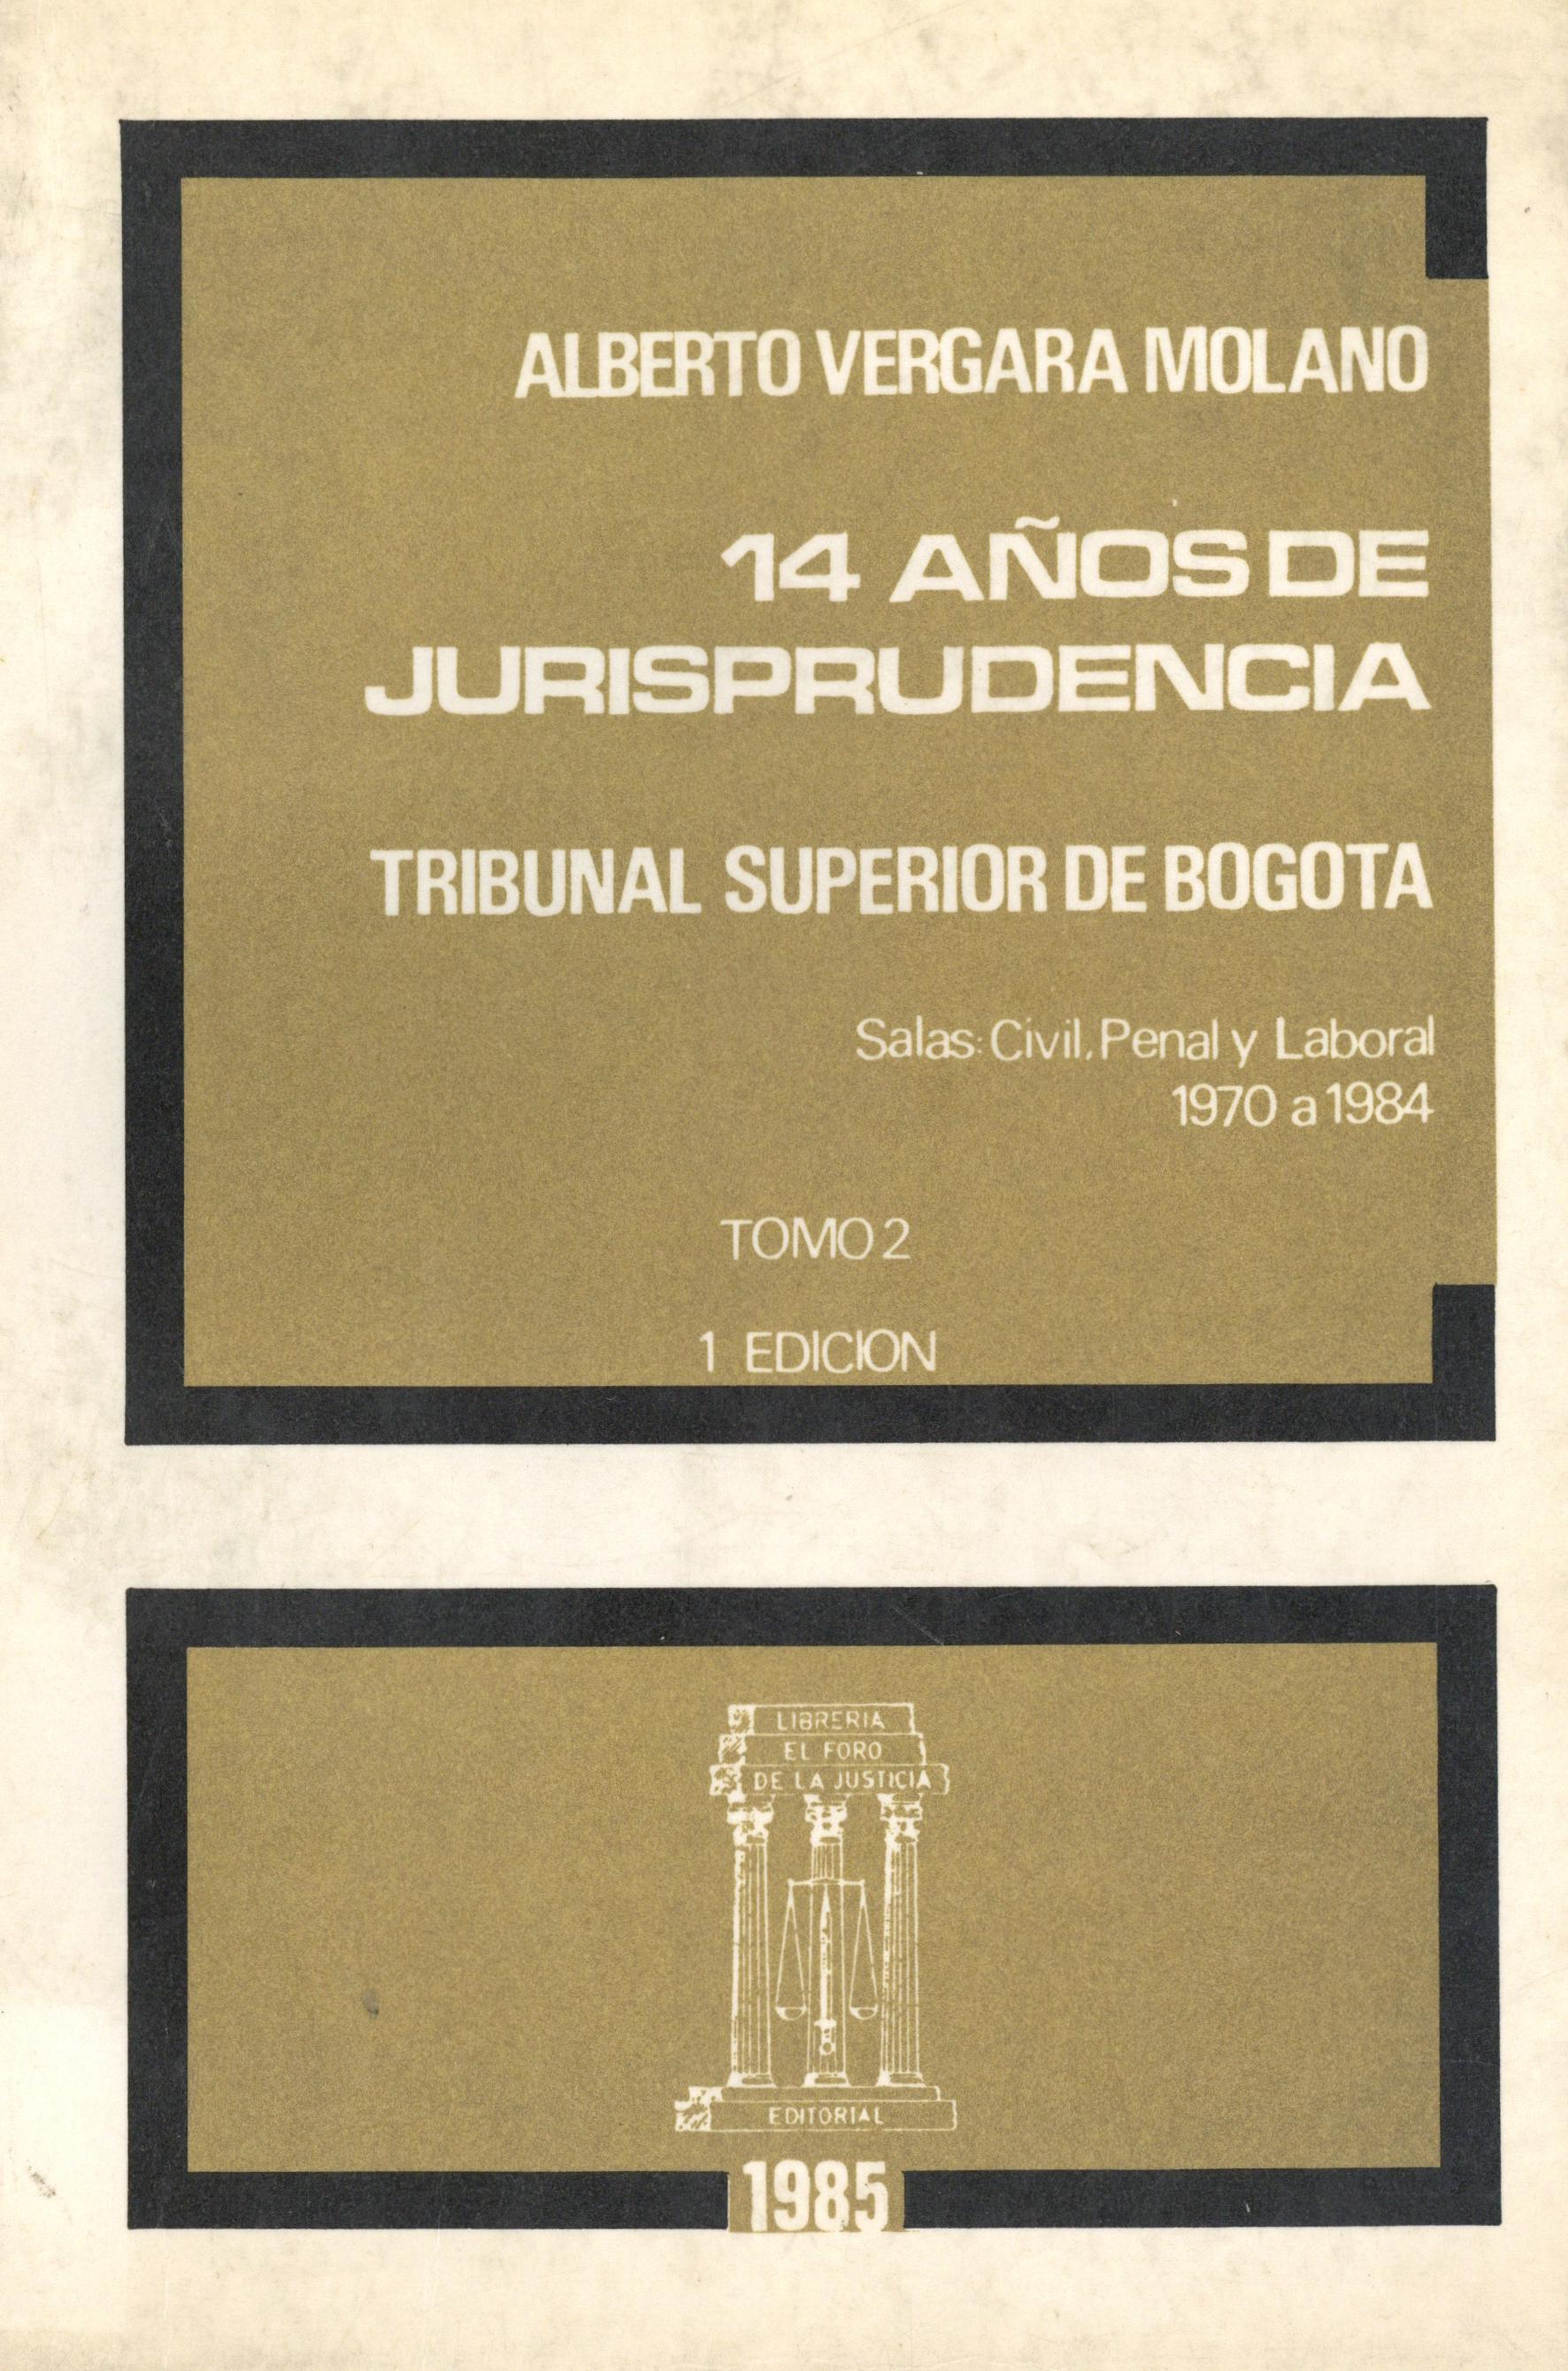 ALBERTO VERGARA MOLANO
14 AÑOS DE
JURISPRUDENCIA
TRIBUNAL SUPERIOR DE BOGOTA
Salas: Civil, Penal y Laboral
1970 a 1984
TOMO 2
1 EDICION
LIBRERIA
EL FORO
DE LA JUSTICIA
EDITORIAL
1985